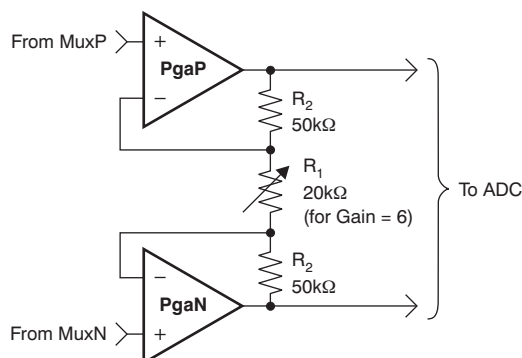 From MuxP
+
PgaP
−
R2
50kΩ
R1
20kΩ
(for Gain = 6)
To ADC
R2
50kΩ
−
PgaN
From MuxN
+